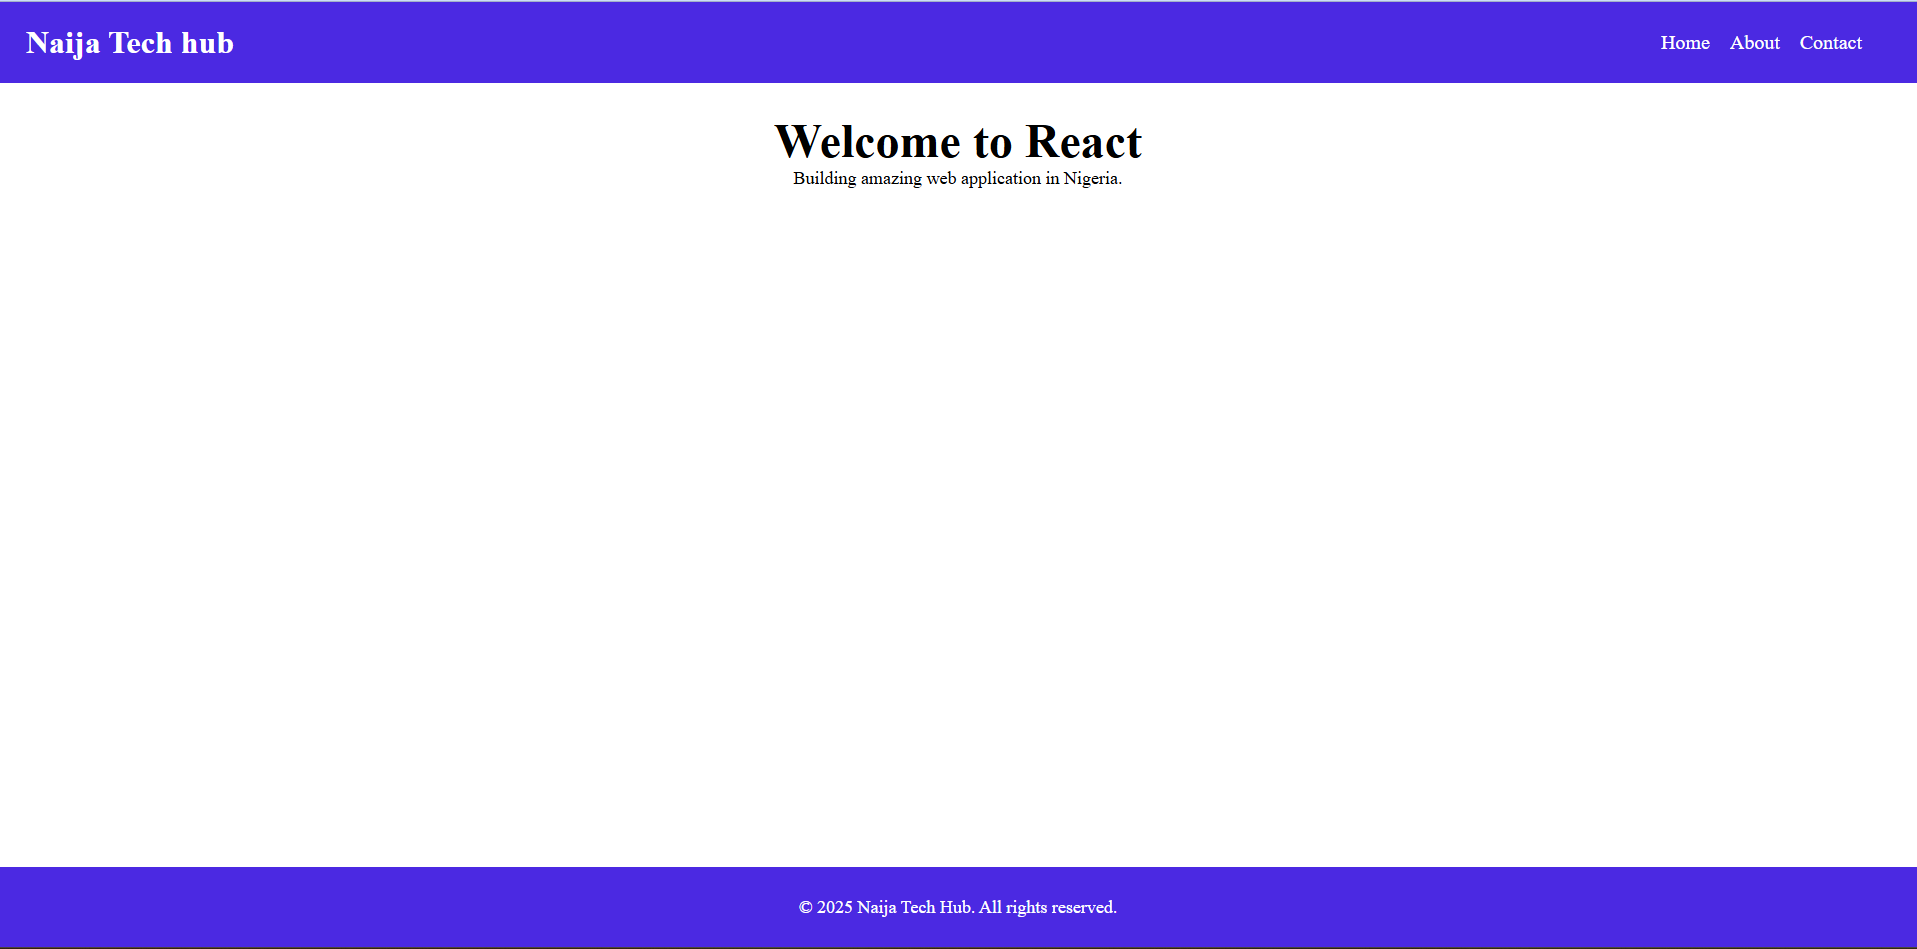 Naija Tech hub
Home About Contact
Welcome to React
Building amazing web application in Nigeria.
© 2025 Naija Tech Hub. All rights reserved.